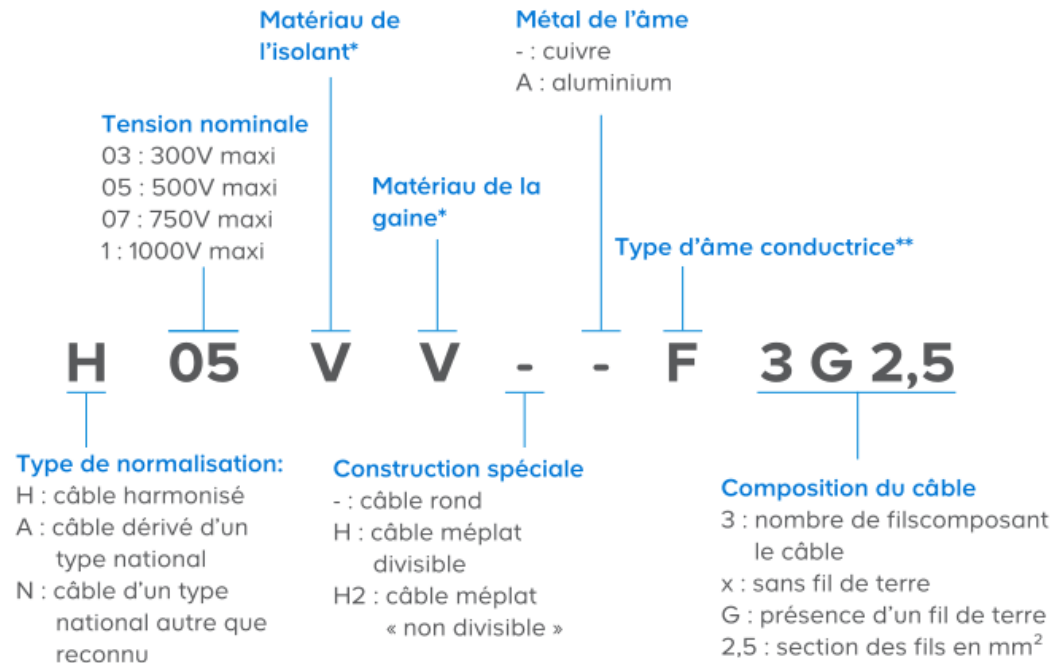 Matériau de
l'isolant*
Métal de l'âme
- : cuivre
A : aluminium
Tension nominale
03 : 300V maxi
05 : 500V maxi
07 : 750V maxi
1 : 1000V maxi
Matériau de la
gaine*
Type d'âme conductrice**
H 05 V V - - F 3 G 2,5
Type de normalisation:
H : câble harmonisé
A : câble dérivé d'un
type national
N : câble d'un type
national autre que
reconnu
Construction spéciale
- : câble rond
H : câble méplat
divisible
H2 : câble méplat
« non divisible »
Composition du câble
3 : nombre de filscomposant
le câble
x : sans fil de terre
G : présence d'un fil de terre
2,5 : section des fils en mm²